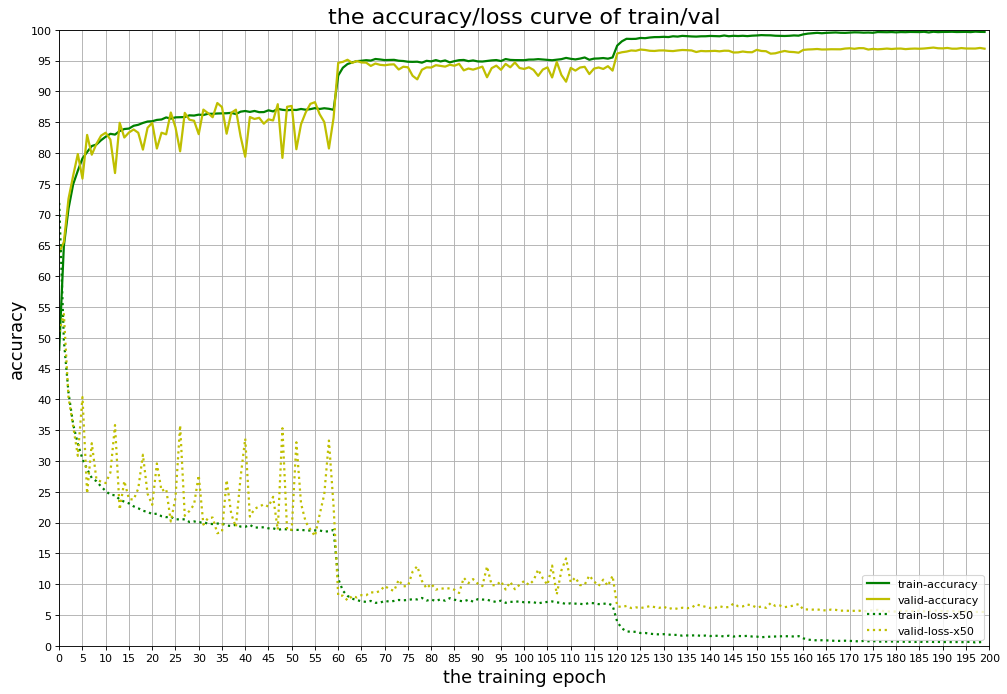 the accuracy/loss curve of train/val
100
95
90
85
80
75
70
65
60
55
50
45
40
35
30
25
20
15
10
5
0
accuracy
train-accuracy
valid-accuracy
train-loss-x50
valid-loss-x50
0 5 10 15 20 25 30 35 40 45 50 55 60 65 70 75 80 85 90 95 100 105 110 115 120 125 130 135 140 145 150 155 160 165 170 175 180 185 190 195 200
the training epoch